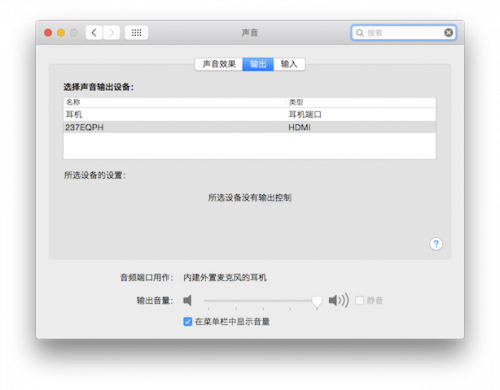 声音
搜索
声音效果 输出 输入
选择声音输出设备：
名称 类型
耳机 耳机端口
237EQPH HDMI
所选设备的设置：
所选设备没有输出控制
?
音频端口用作： 内建外置麦克风的耳机
输出音量： 静音
在菜单栏中显示音量